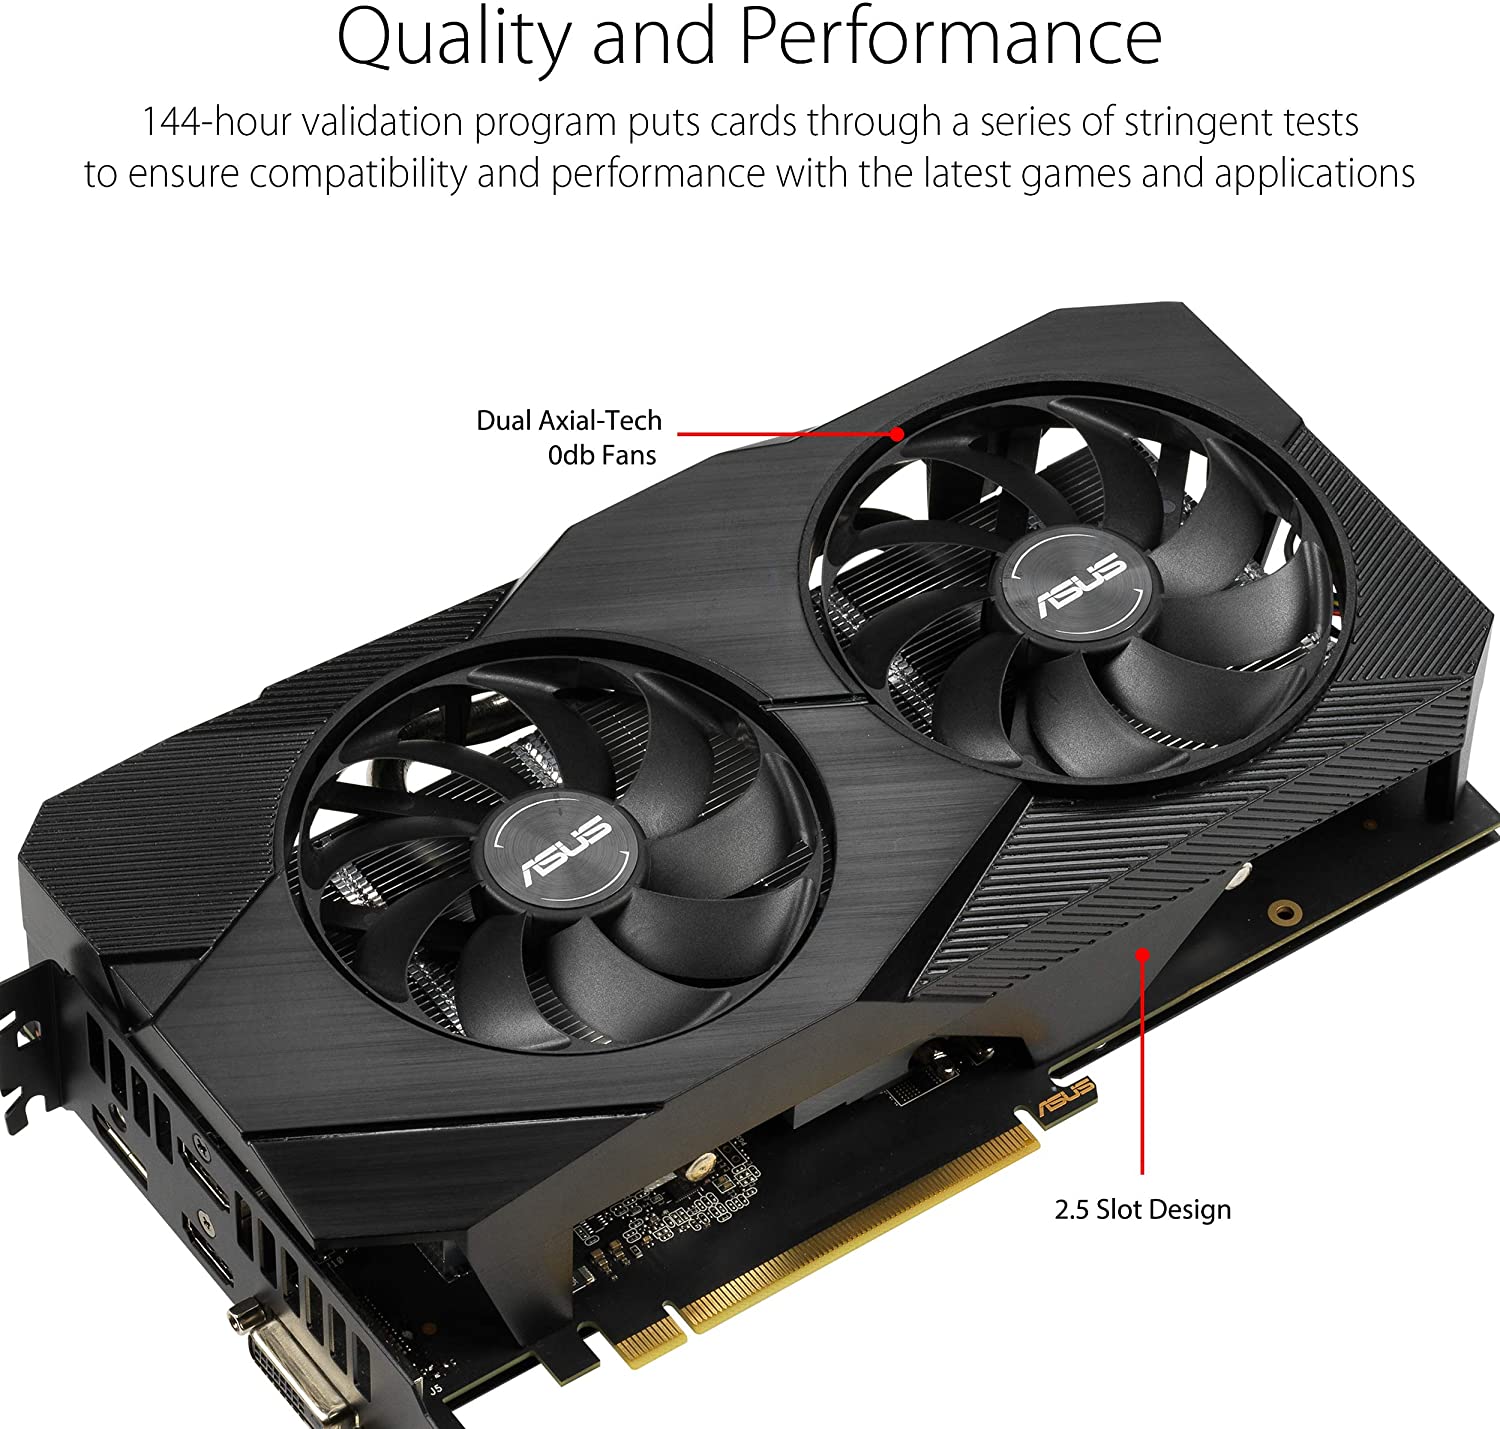 Quality and Performance
144-hour validation program puts cards through a series of stringent tests
to ensure compatibility and performance with the latest games and applications
Dual Axial-Tech
0db Fans
ASUS
ASUS
ASUS
2.5 Slot Design
J5